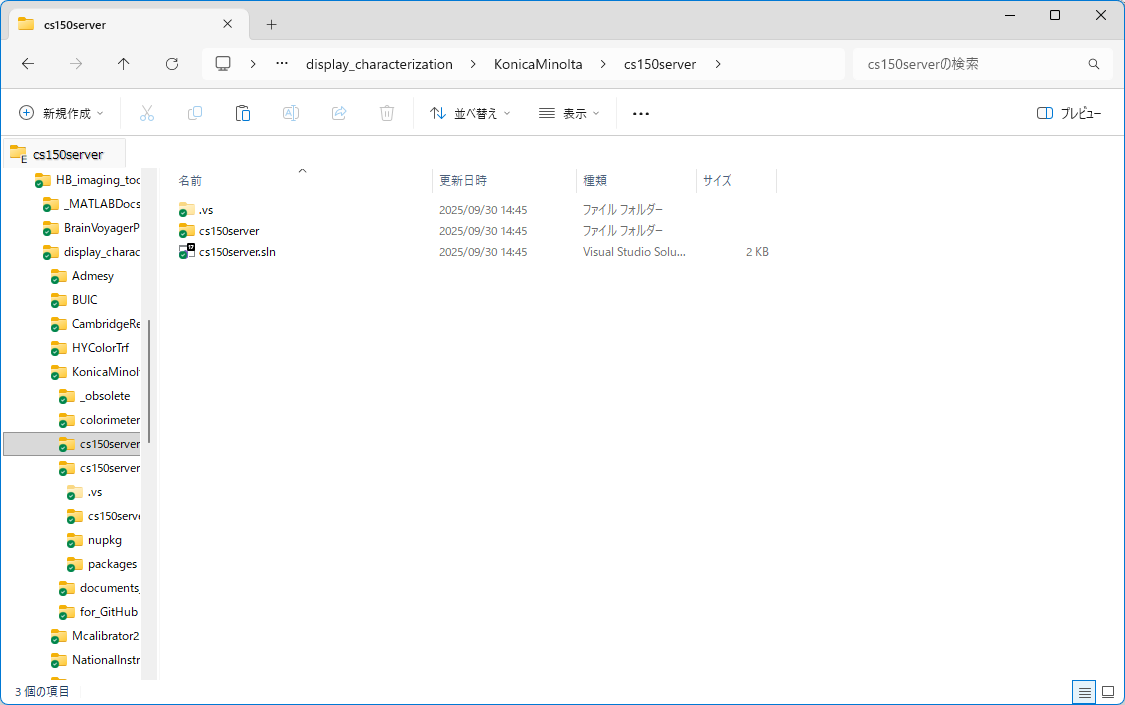 cs150server
display_characterization
KonicaMinolta
cs150server
cs150serverの検索
新規作成
並べ替え
表示
プレビュー
cs150server
HB_imaging_too
_MATLABDocs
BrainVoyagerP
display_charac
Admesy
BUIC
CambridgeRe
HYColorTrf
KonicaMinol
_obsolete
colorimeter
cs150server
cs150server
.vs
cs150serve
nupkg
packages
documents_
for_GitHub
Mcalibrator2
NationalInstr
名前 更新日時 種類 サイズ
.vs 2025/09/30 14:45 ファイル フォルダー
cs150server 2025/09/30 14:45 ファイル フォルダー
cs150server.sln 2025/09/30 14:45 Visual Studio Solu... 2 KB
3 個の項目